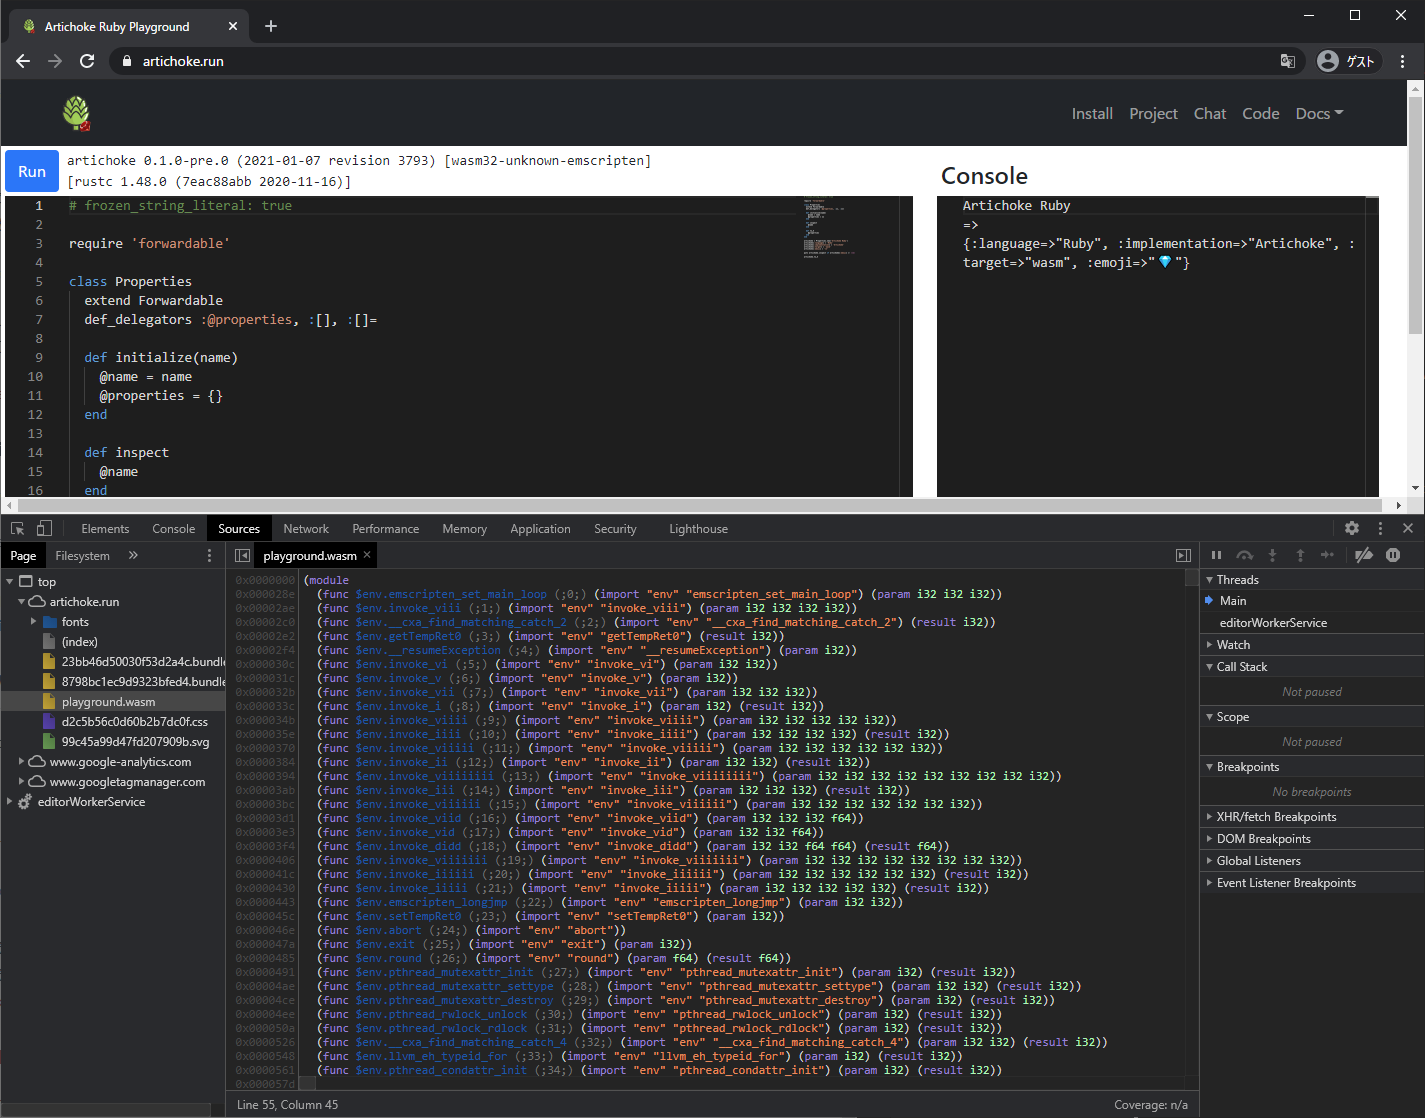 Artichoke Ruby Playground
artichoke.run
ゲスト
Install Project Chat Code Docs
Run
artichoke 0.1.0-pre.0 (2021-01-07 revision 3793) [wasm32-unknown-emscripten]
[rustc 1.48.0 (7eac88abb 2020-11-16)]
1 # frozen_string_literal: true
2
3 require 'forwardable'
4
5 class Properties
6 extend Forwardable
7 def_delegators :@properties, :[], :[]=
8
9 def initialize(name)
10 @name = name
11 @properties = {}
12 end
13
14 def inspect
15 @name
16 end
Console
Artichoke Ruby
=>
{:language=>"Ruby", :implementation=>"Artichoke", :
target=>"wasm", :emoji=>"💎"}
Elements Console Sources Network Performance Memory Application Security Lighthouse
Page Filesystem »
top
artichoke.run
fonts
(index)
23bb46d50030f53d2a4c.bundle
8798bc1ec9d9323bfed4.bundle
playground.wasm
d2c5b56c0d60b2b7dc0f.css
99c45a99d47fd207909b.svg
www.google-analytics.com
www.googletagmanager.com
editorWorkerService
playground.wasm
0x0000000 (module
0x000028e (func $env.emscripten_set_main_loop (;0;) (import "env" "emscripten_set_main_loop") (param i32 i32 i32))
0x00002ae (func $env.invoke_viii (;1;) (import "env" "invoke_viii") (param i32 i32 i32 i32))
0x00002c0 (func $env.__cxa_find_matching_catch_2 (;2;) (import "env" "__cxa_find_matching_catch_2") (result i32))
0x00002e2 (func $env.getTempRet0 (;3;) (import "env" "getTempRet0") (result i32))
0x00002f4 (func $env.__resumeException (;4;) (import "env" "__resumeException") (param i32))
0x000030c (func $env.invoke_vi (;5;) (import "env" "invoke_vi") (param i32 i32))
0x000031c (func $env.invoke_v (;6;) (import "env" "invoke_v") (param i32))
0x000032b (func $env.invoke_vii (;7;) (import "env" "invoke_vii") (param i32 i32 i32))
0x000033c (func $env.invoke_i (;8;) (import "env" "invoke_i") (param i32) (result i32))
0x000034b (func $env.invoke_viiii (;9;) (import "env" "invoke_viiii") (param i32 i32 i32 i32 i32))
0x000035e (func $env.invoke_iiii (;10;) (import "env" "invoke_iiii") (param i32 i32 i32 i32) (result i32))
0x0000370 (func $env.invoke_viiiii (;11;) (import "env" "invoke_viiiii") (param i32 i32 i32 i32 i32 i32))
0x0000384 (func $env.invoke_ii (;12;) (import "env" "invoke_ii") (param i32 i32) (result i32))
0x0000394 (func $env.invoke_viiiiiiii (;13;) (import "env" "invoke_viiiiiiii") (param i32 i32 i32 i32 i32 i32 i32 i32 i32))
0x00003ab (func $env.invoke_iii (;14;) (import "env" "invoke_iii") (param i32 i32 i32) (result i32))
0x00003bc (func $env.invoke_viiiiii (;15;) (import "env" "invoke_viiiiii") (param i32 i32 i32 i32 i32 i32 i32))
0x00003d1 (func $env.invoke_viid (;16;) (import "env" "invoke_viid") (param i32 i32 i32 f64))
0x00003e3 (func $env.invoke_vid (;17;) (import "env" "invoke_vid") (param i32 i32 f64))
0x00003f4 (func $env.invoke_didd (;18;) (import "env" "invoke_didd") (param i32 i32 f64 f64) (result f64))
0x0000406 (func $env.invoke_viiiiiii (;19;) (import "env" "invoke_viiiiiii") (param i32 i32 i32 i32 i32 i32 i32 i32))
0x000041c (func $env.invoke_iiiiii (;20;) (import "env" "invoke_iiiiii") (param i32 i32 i32 i32 i32 i32) (result i32))
0x0000430 (func $env.invoke_iiiii (;21;) (import "env" "invoke_iiiii") (param i32 i32 i32 i32 i32) (result i32))
0x0000443 (func $env.emscripten_longjmp (;22;) (import "env" "emscripten_longjmp") (param i32 i32))
0x000045c (func $env.setTempRet0 (;23;) (import "env" "setTempRet0") (param i32))
0x000046e (func $env.abort (;24;) (import "env" "abort"))
0x000047a (func $env.exit (;25;) (import "env" "exit") (param i32))
0x0000485 (func $env.round (;26;) (import "env" "round") (param f64) (result f64))
0x0000491 (func $env.pthread_mutexattr_init (;27;) (import "env" "pthread_mutexattr_init") (param i32) (result i32))
0x00004ae (func $env.pthread_mutexattr_settype (;28;) (import "env" "pthread_mutexattr_settype") (param i32 i32) (result i32))
0x00004ce (func $env.pthread_mutexattr_destroy (;29;) (import "env" "pthread_mutexattr_destroy") (param i32) (result i32))
0x00004ee (func $env.pthread_rwlock_unlock (;30;) (import "env" "pthread_rwlock_unlock") (param i32) (result i32))
0x000050a (func $env.pthread_rwlock_rdlock (;31;) (import "env" "pthread_rwlock_rdlock") (param i32) (result i32))
0x0000526 (func $env.__cxa_find_matching_catch_4 (;32;) (import "env" "__cxa_find_matching_catch_4") (param i32 i32) (result i32))
0x0000548 (func $env.llvm_eh_typeid_for (;33;) (import "env" "llvm_eh_typeid_for") (param i32) (result i32))
0x0000561 (func $env.pthread_condattr_init (;34;) (import "env" "pthread_condattr_init") (param i32) (result i32))
0x000057d
Line 55, Column 45
Coverage: n/a
Threads
Main
editorWorkerService
Watch
Call Stack
Not paused
Scope
Not paused
Breakpoints
No breakpoints
XHR/fetch Breakpoints
DOM Breakpoints
Global Listeners
Event Listener Breakpoints